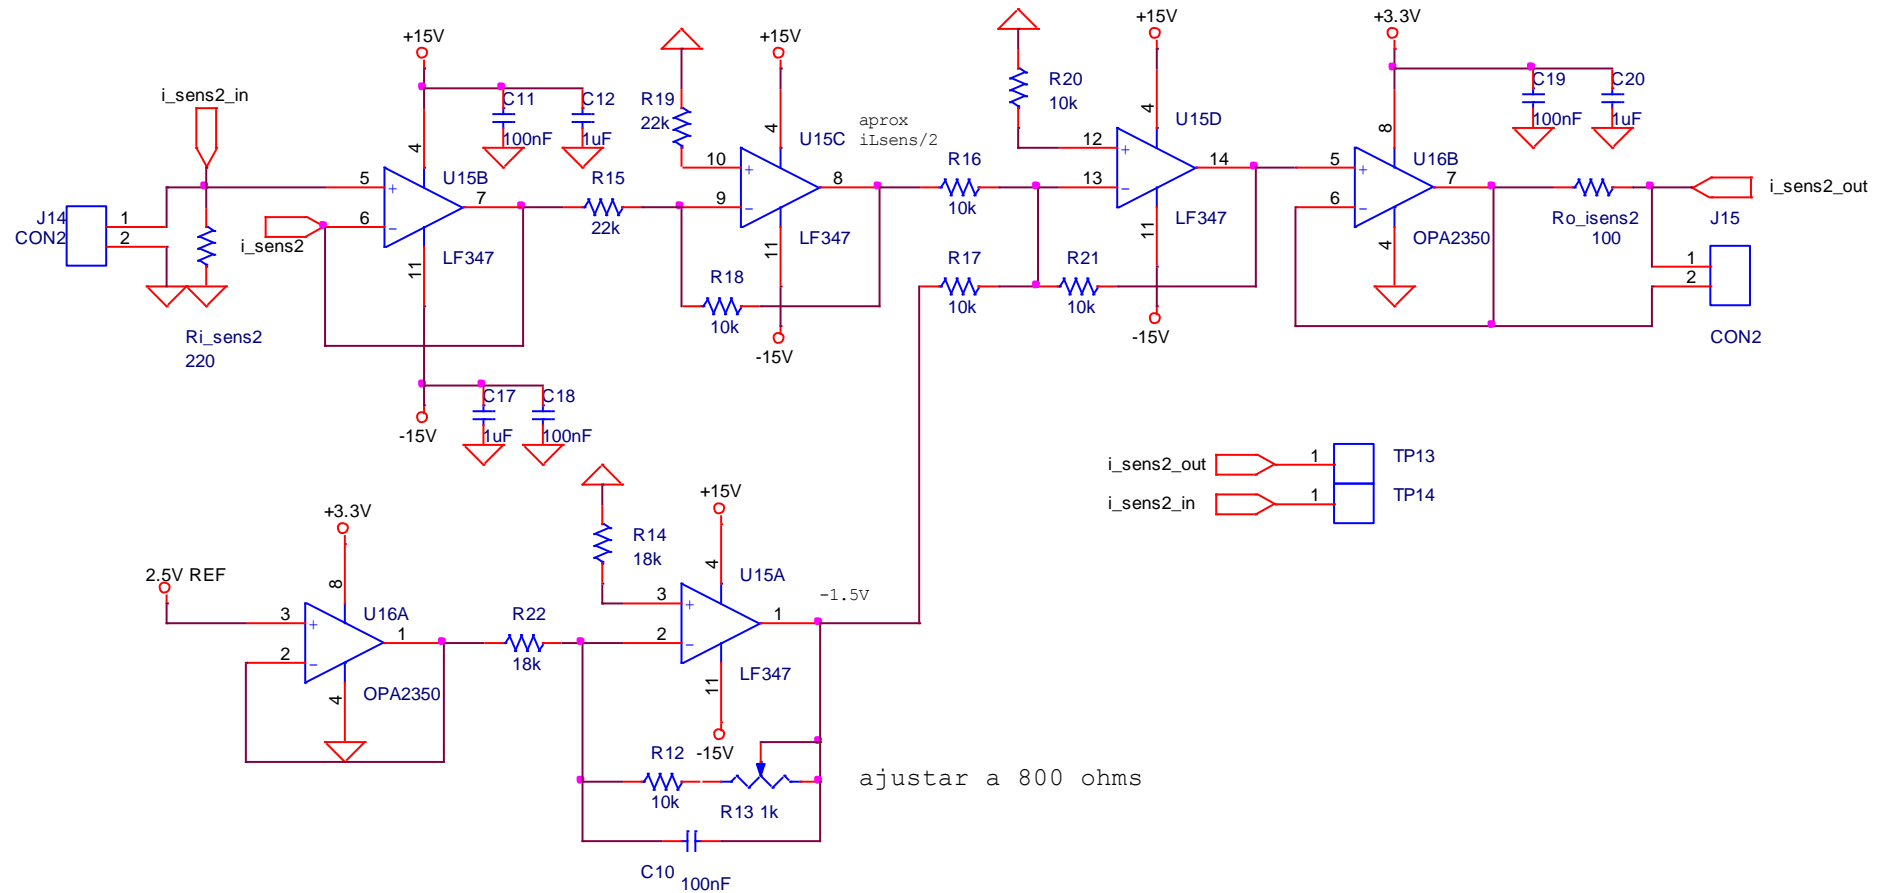 +15V
i_sens2_in
C11
C12
100nF
1uF
4
U15B
5
+
7
6
-
i_sens2
LF347
11
J14
CON2
1
2
Ri_sens2
220
-15V
C17
C18
1uF
100nF
R15
22k
R19
22k
+15V
4
U15C
aprox
iLsens/2
10
+
8
9
-
LF347
11
R18
10k
-15V
R16
10k
R17
10k
R20
10k
+15V
4
U15D
12
+
14
13
-
LF347
11
R21
10k
-15V
+3.3V
C19
C20
100nF
1uF
8
U16B
5
+
7
6
-
OPA2350
4
Ro_isens2
100
i_sens2_out
J15
1
2
CON2
i_sens2_out
1
TP13
i_sens2_in
1
TP14
2.5V REF
+3.3V
8
U16A
3
+
1
2
-
OPA2350
4
R22
18k
R14
18k
+15V
4
U15A
-1.5V
3
+
1
2
-
LF347
11
-15V
R12
10k
R13 1k
ajustar a 800 ohms
C10
100nF